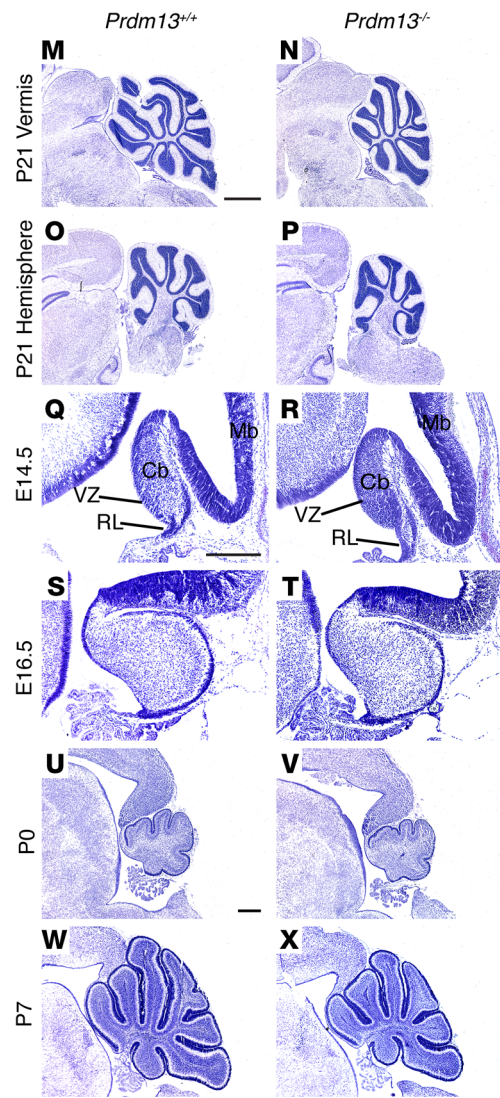 Prdm13+/+ Prdm13-/-
P21 Vermis
M N
P21 Hemisphere
O P
E14.5
Q R
Mb Mb
Cb Cb
VZ VZ
RL RL
E16.5
S T
P0
U V
P7
W X